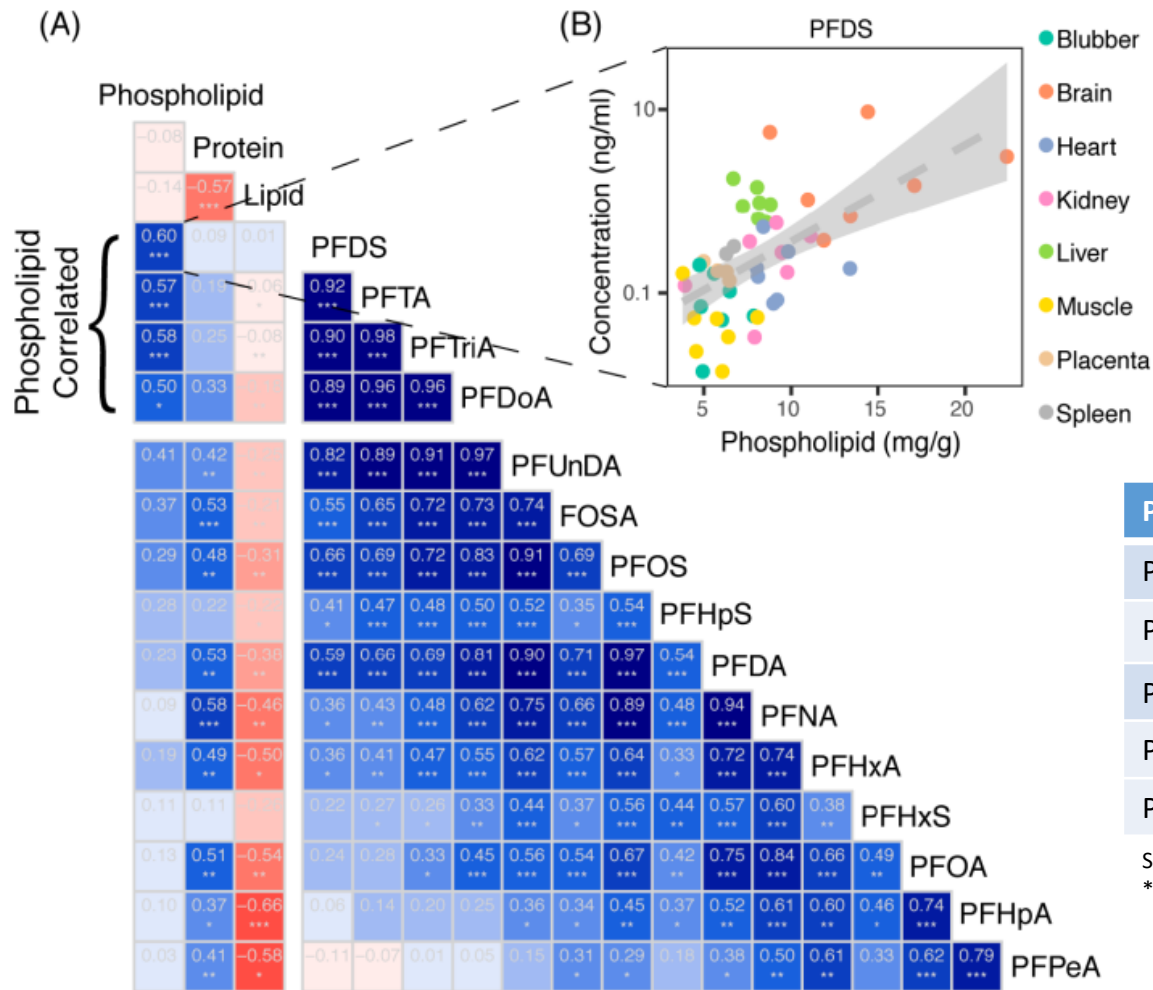 (A)
Phospholipid
−0.08
Protein
−0.14 −0.57
***
Lipid
Phospholipid
Correlated
0.60 0.09 0.01
***
PFDS
0.57 0.19 0.92
*** * ***
PFTA
0.58 0.25 −0.08 0.90 0.98
*** ** *** ***
PFTriA
0.50 0.33 0.89 0.96 0.96
* *** *** ***
PFDoA
0.41 0.42 0.82 0.89 0.91 0.97
** *** *** *** ***
PFUnDA
0.37 0.53 0.55 0.65 0.72 0.73 0.74
*** *** *** *** *** ***
FOSA
0.29 0.48 −0.31 0.66 0.69 0.72 0.83 0.91 0.69
** ** *** *** *** *** *** ***
PFOS
0.28 0.22 0.41 0.47 0.48 0.50 0.52 0.35 0.54
* *** *** *** *** * ***
PFHpS
0.23 0.53 −0.38 0.59 0.66 0.69 0.81 0.90 0.71 0.97 0.54
** ** *** *** *** *** *** *** *** ***
PFDA
0.09 0.58 −0.46 0.36 0.43 0.48 0.62 0.75 0.66 0.89 0.48 0.94
*** ** * ** *** *** *** *** *** *** ***
PFNA
0.19 0.49 −0.50 0.36 0.41 0.47 0.55 0.62 0.57 0.64 0.33 0.72 0.74
** * * ** *** *** *** *** *** * *** ***
PFHxA
0.11 0.11 0.22 0.27 0.26 0.33 0.44 0.37 0.56 0.44 0.57 0.60 0.38
* * ** *** * *** ** *** *** **
PFHxS
0.13 0.51 −0.54 0.24 0.28 0.33 0.45 0.56 0.54 0.67 0.42 0.75 0.84 0.66 0.49
** ** * *** *** *** *** ** *** *** *** **
PFOA
0.10 0.37 −0.66 0.06 0.14 0.20 0.25 0.36 0.34 0.45 0.37 0.52 0.61 0.60 0.46 0.74
* *** * * ** * ** *** ** * ***
PFHpA
0.03 0.41 −0.58 −0.11 −0.07 0.01 0.05 0.15 0.31 0.29 0.18 0.38 0.50 0.61 0.33 0.62 0.79
** * * * * ** ** *** ***
PFPeA
(B)
PFDS
Concentration (ng/ml)
10
0.1
5 10 15 20
Phospholipid (mg/g)
Blubber
Brain
Heart
Kidney
Liver
Muscle
Placenta
Spleen
P
P
P
P
P
P
S
*